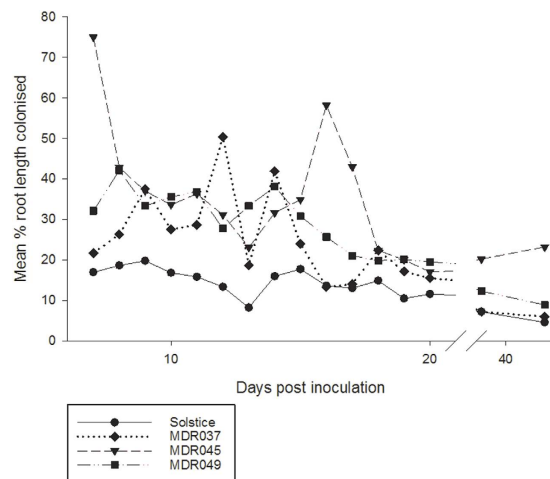 80
70
60
50
40
30
20
10
0
Mean % root length colonised
10
20
40
Days post inoculation
Solstice
MDR037
MDR045
MDR049